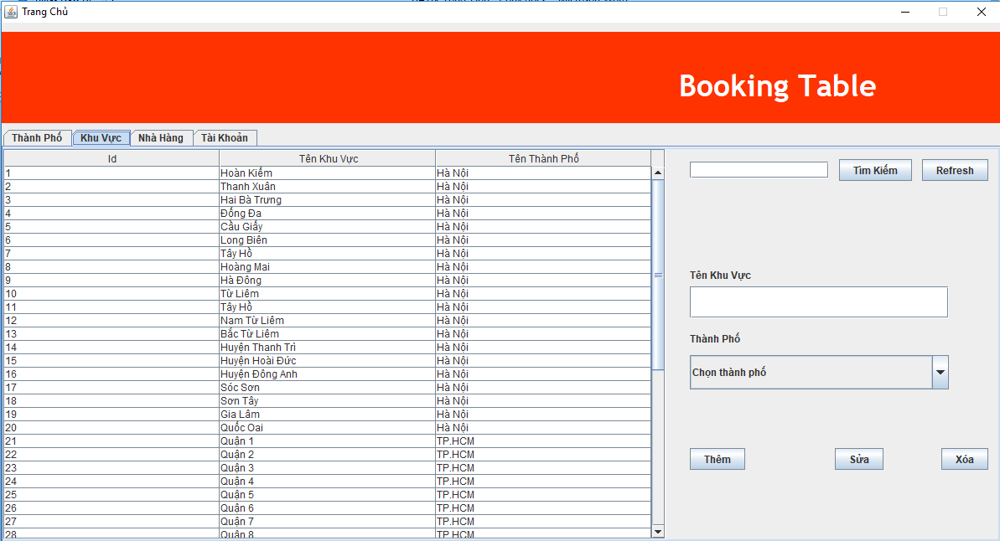 Trang Chủ
Booking Table
Thành Phố Khu Vực Nhà Hàng Tài Khoản
Id Tên Khu Vực Tên Thành Phố
1 Hoàn Kiếm Hà Nội
2 Thanh Xuân Hà Nội
3 Hai Bà Trưng Hà Nội
4 Đống Đa Hà Nội
5 Cầu Giấy Hà Nội
6 Long Biên Hà Nội
7 Tây Hồ Hà Nội
8 Hoàng Mai Hà Nội
9 Hà Đông Hà Nội
10 Từ Liêm Hà Nội
11 Tây Hồ Hà Nội
12 Nam Từ Liêm Hà Nội
13 Bắc Từ Liêm Hà Nội
14 Huyện Thanh Trì Hà Nội
15 Huyện Hoài Đức Hà Nội
16 Huyện Đông Anh Hà Nội
17 Sóc Sơn Hà Nội
18 Sơn Tây Hà Nội
19 Gia Lâm Hà Nội
20 Quốc Oai Hà Nội
21 Quận 1 TP.HCM
22 Quận 2 TP.HCM
23 Quận 3 TP.HCM
24 Quận 4 TP.HCM
25 Quận 5 TP.HCM
26 Quận 6 TP.HCM
27 Quận 7 TP.HCM
28 Quận 8 TP.HCM
Tìm Kiếm Refresh
Tên Khu Vực
Thành Phố
Chọn thành phố
Thêm Sửa Xóa